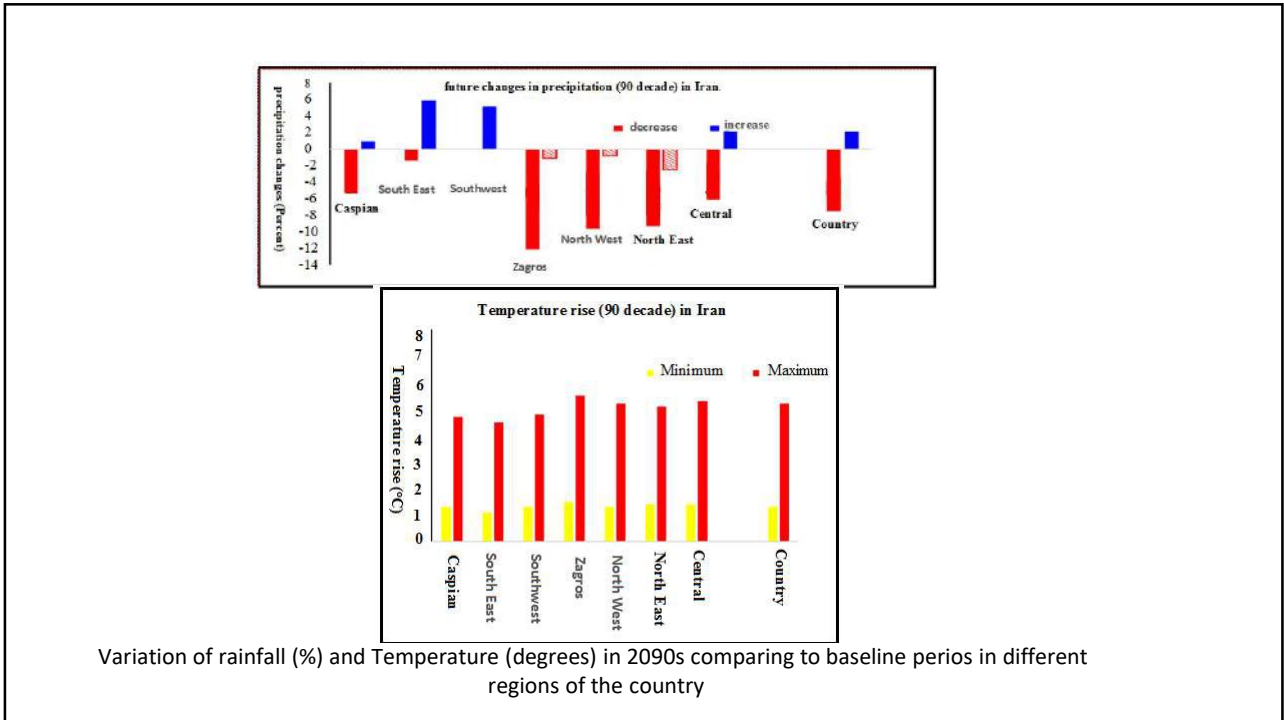 future changes in precipitation (90 decade) in Iran.
precipitation changes (Percent)
8
6
4
2
0
-2
-4
-6
-8
-10
-12
-14
decrease
increase
Caspian
South East
Southwest
Zagros
North West
North East
Central
Country
Temperature rise (90 decade) in Iran
Temperature rise (°C)
8
7
6
5
4
3
2
1
0
Minimum
Maximum
Caspian
South East
Southwest
Zagros
North West
North East
Central
Country
Variation of rainfall (%) and Temperature (degrees) in 2090s comparing to baseline perios in different
regions of the country